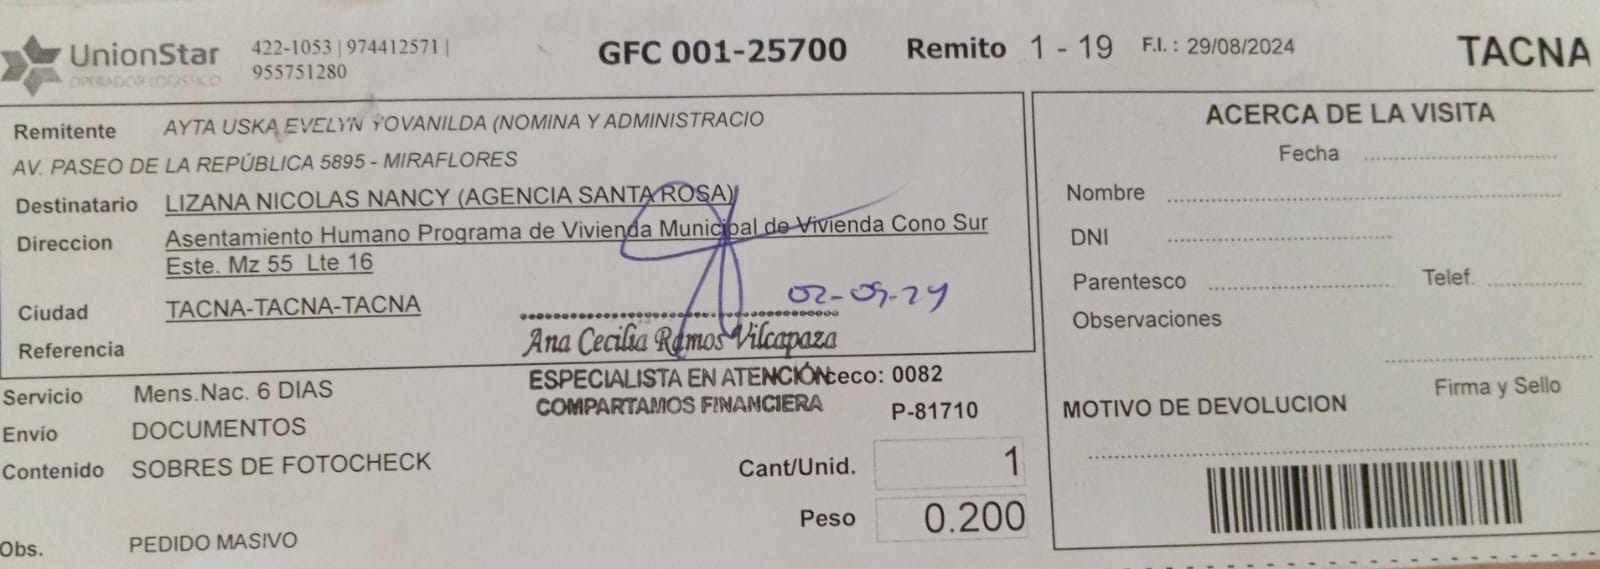 UnionStar
OPERADOR LOGISTICO
422-1053 | 974412571 |
955751280
GFC 001-25700
Remito 1 - 19
F.I. : 29/08/2024
TACNA
Remitente AYTA USKA EVELYN YOVANILDA (NOMINA Y ADMINISTRACIO
AV. PASEO DE LA REPÚBLICA 5895 - MIRAFLORES
Destinatario LIZANA NICOLAS NANCY (AGENCIA SANTA ROSA)
Direccion Asentamiento Humano Programa de Vivienda Municipal de Vivienda Cono Sur
Este. Mz 55 Lte 16
Ciudad TACNA-TACNA-TACNA
02-09-24
Referencia
Ana Cecilia Ramos Vilcapaza
ESPECIALISTA EN ATENCIÓN
COMPARTAMOS FINANCIERA
ceco: 0082
P-81710
Servicio Mens.Nac. 6 DIAS
Envío DOCUMENTOS
Contenido SOBRES DE FOTOCHECK
Cant/Unid. 1
Peso 0.200
Obs. PEDIDO MASIVO
ACERCA DE LA VISITA
Fecha
Nombre
DNI
Parentesco Telef.
Observaciones
Firma y Sello
MOTIVO DE DEVOLUCION